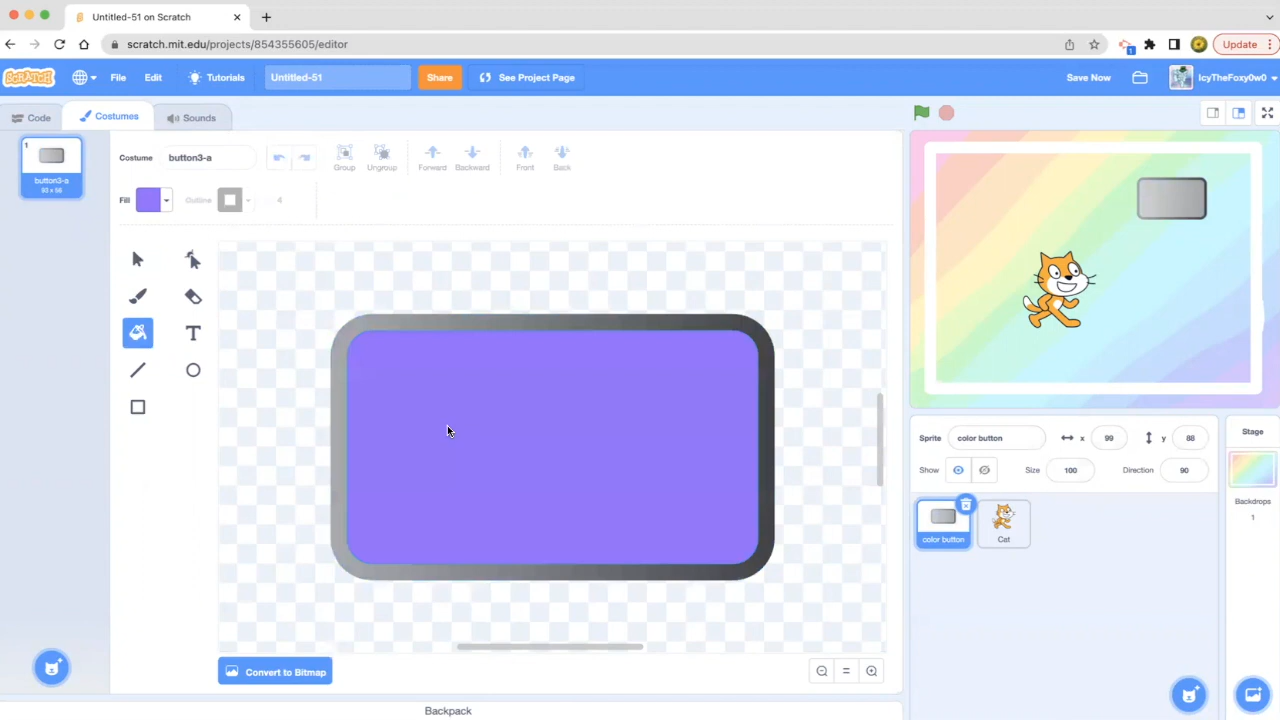 Untitled-51 on Scratch
Update
scratch.mit.edu/projects/854355605/editor
1
SCRATCH
File
Edit
Tutorials
Untitled-51
Share
See Project Page
Save Now
IcyTheFoxy0w0
Code
Costumes
Sounds
1
button3-a
93 x 56
Costume
button3-a
Group
Ungroup
Forward
Backward
Front
Back
Fill
Outline
4
Convert to Bitmap
Backpack
Sprite
color button
x
99
y
88
Show
Size
100
Direction
90
color button
Cat
Stage
Backdrops
1